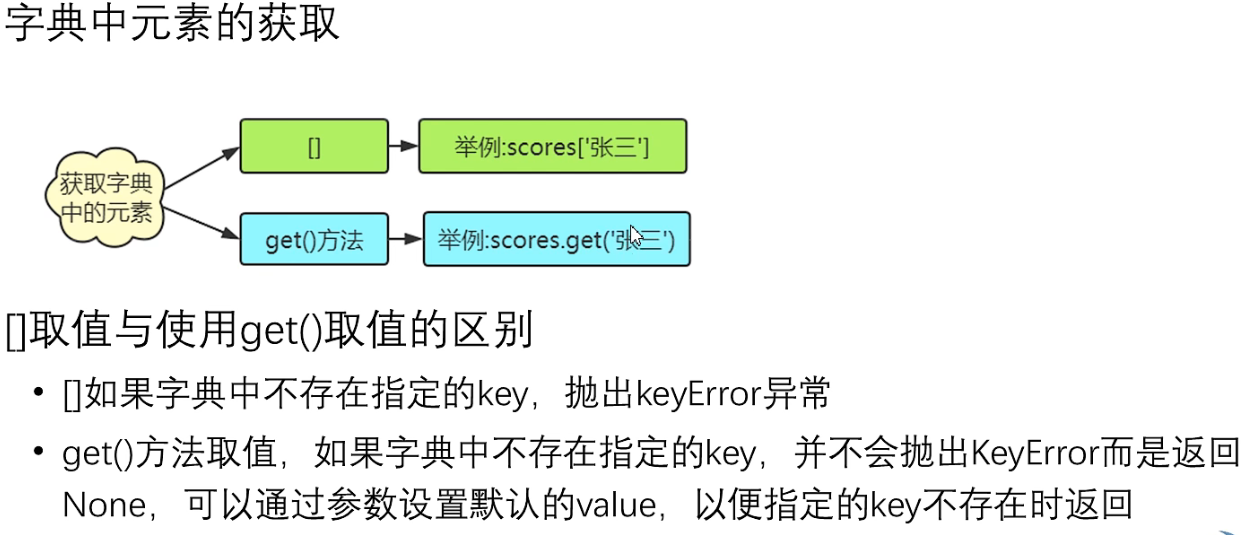 字典中元素的获取
[]
举例:scores['张三']
获取字典
中的元素
get()方法
举例:scores.get('张三')
[]取值与使用get()取值的区别
• []如果字典中不存在指定的key，抛出keyError异常
• get()方法取值，如果字典中不存在指定的key，并不会抛出KeyError而是返回
None，可以通过参数设置默认的value，以便指定的key不存在时返回